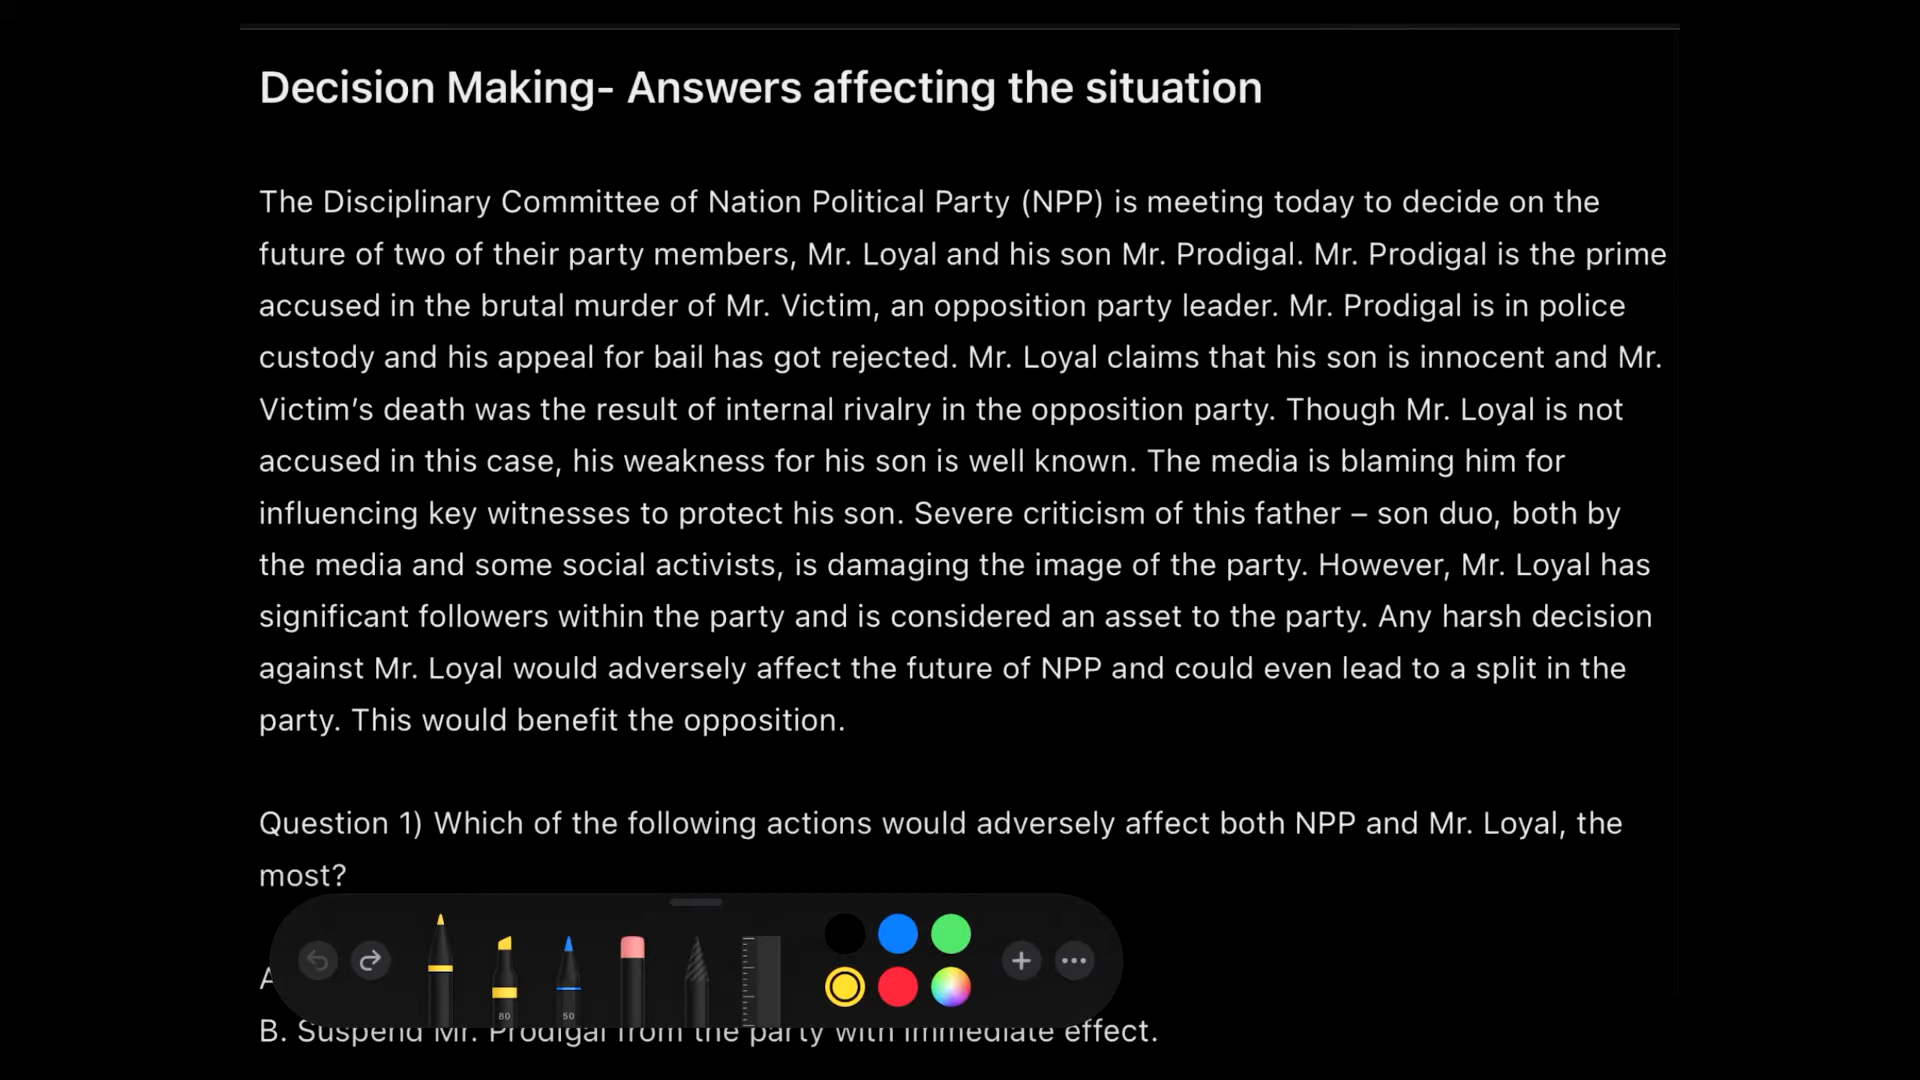 Decision Making- Answers affecting the situation
The Disciplinary Committee of Nation Political Party (NPP) is meeting today to decide on the
future of two of their party members, Mr. Loyal and his son Mr. Prodigal. Mr. Prodigal is the prime
accused in the brutal murder of Mr. Victim, an opposition party leader. Mr. Prodigal is in police
custody and his appeal for bail has got rejected. Mr. Loyal claims that his son is innocent and Mr.
Victim’s death was the result of internal rivalry in the opposition party. Though Mr. Loyal is not
accused in this case, his weakness for his son is well known. The media is blaming him for
influencing key witnesses to protect his son. Severe criticism of this father – son duo, both by
the media and some social activists, is damaging the image of the party. However, Mr. Loyal has
significant followers within the party and is considered an asset to the party. Any harsh decision
against Mr. Loyal would adversely affect the future of NPP and could even lead to a split in the
party. This would benefit the opposition.
Question 1) Which of the following actions would adversely affect both NPP and Mr. Loyal, the
most?
A
80
50
B. Suspend Mr. Prodigal from the party with immediate effect.